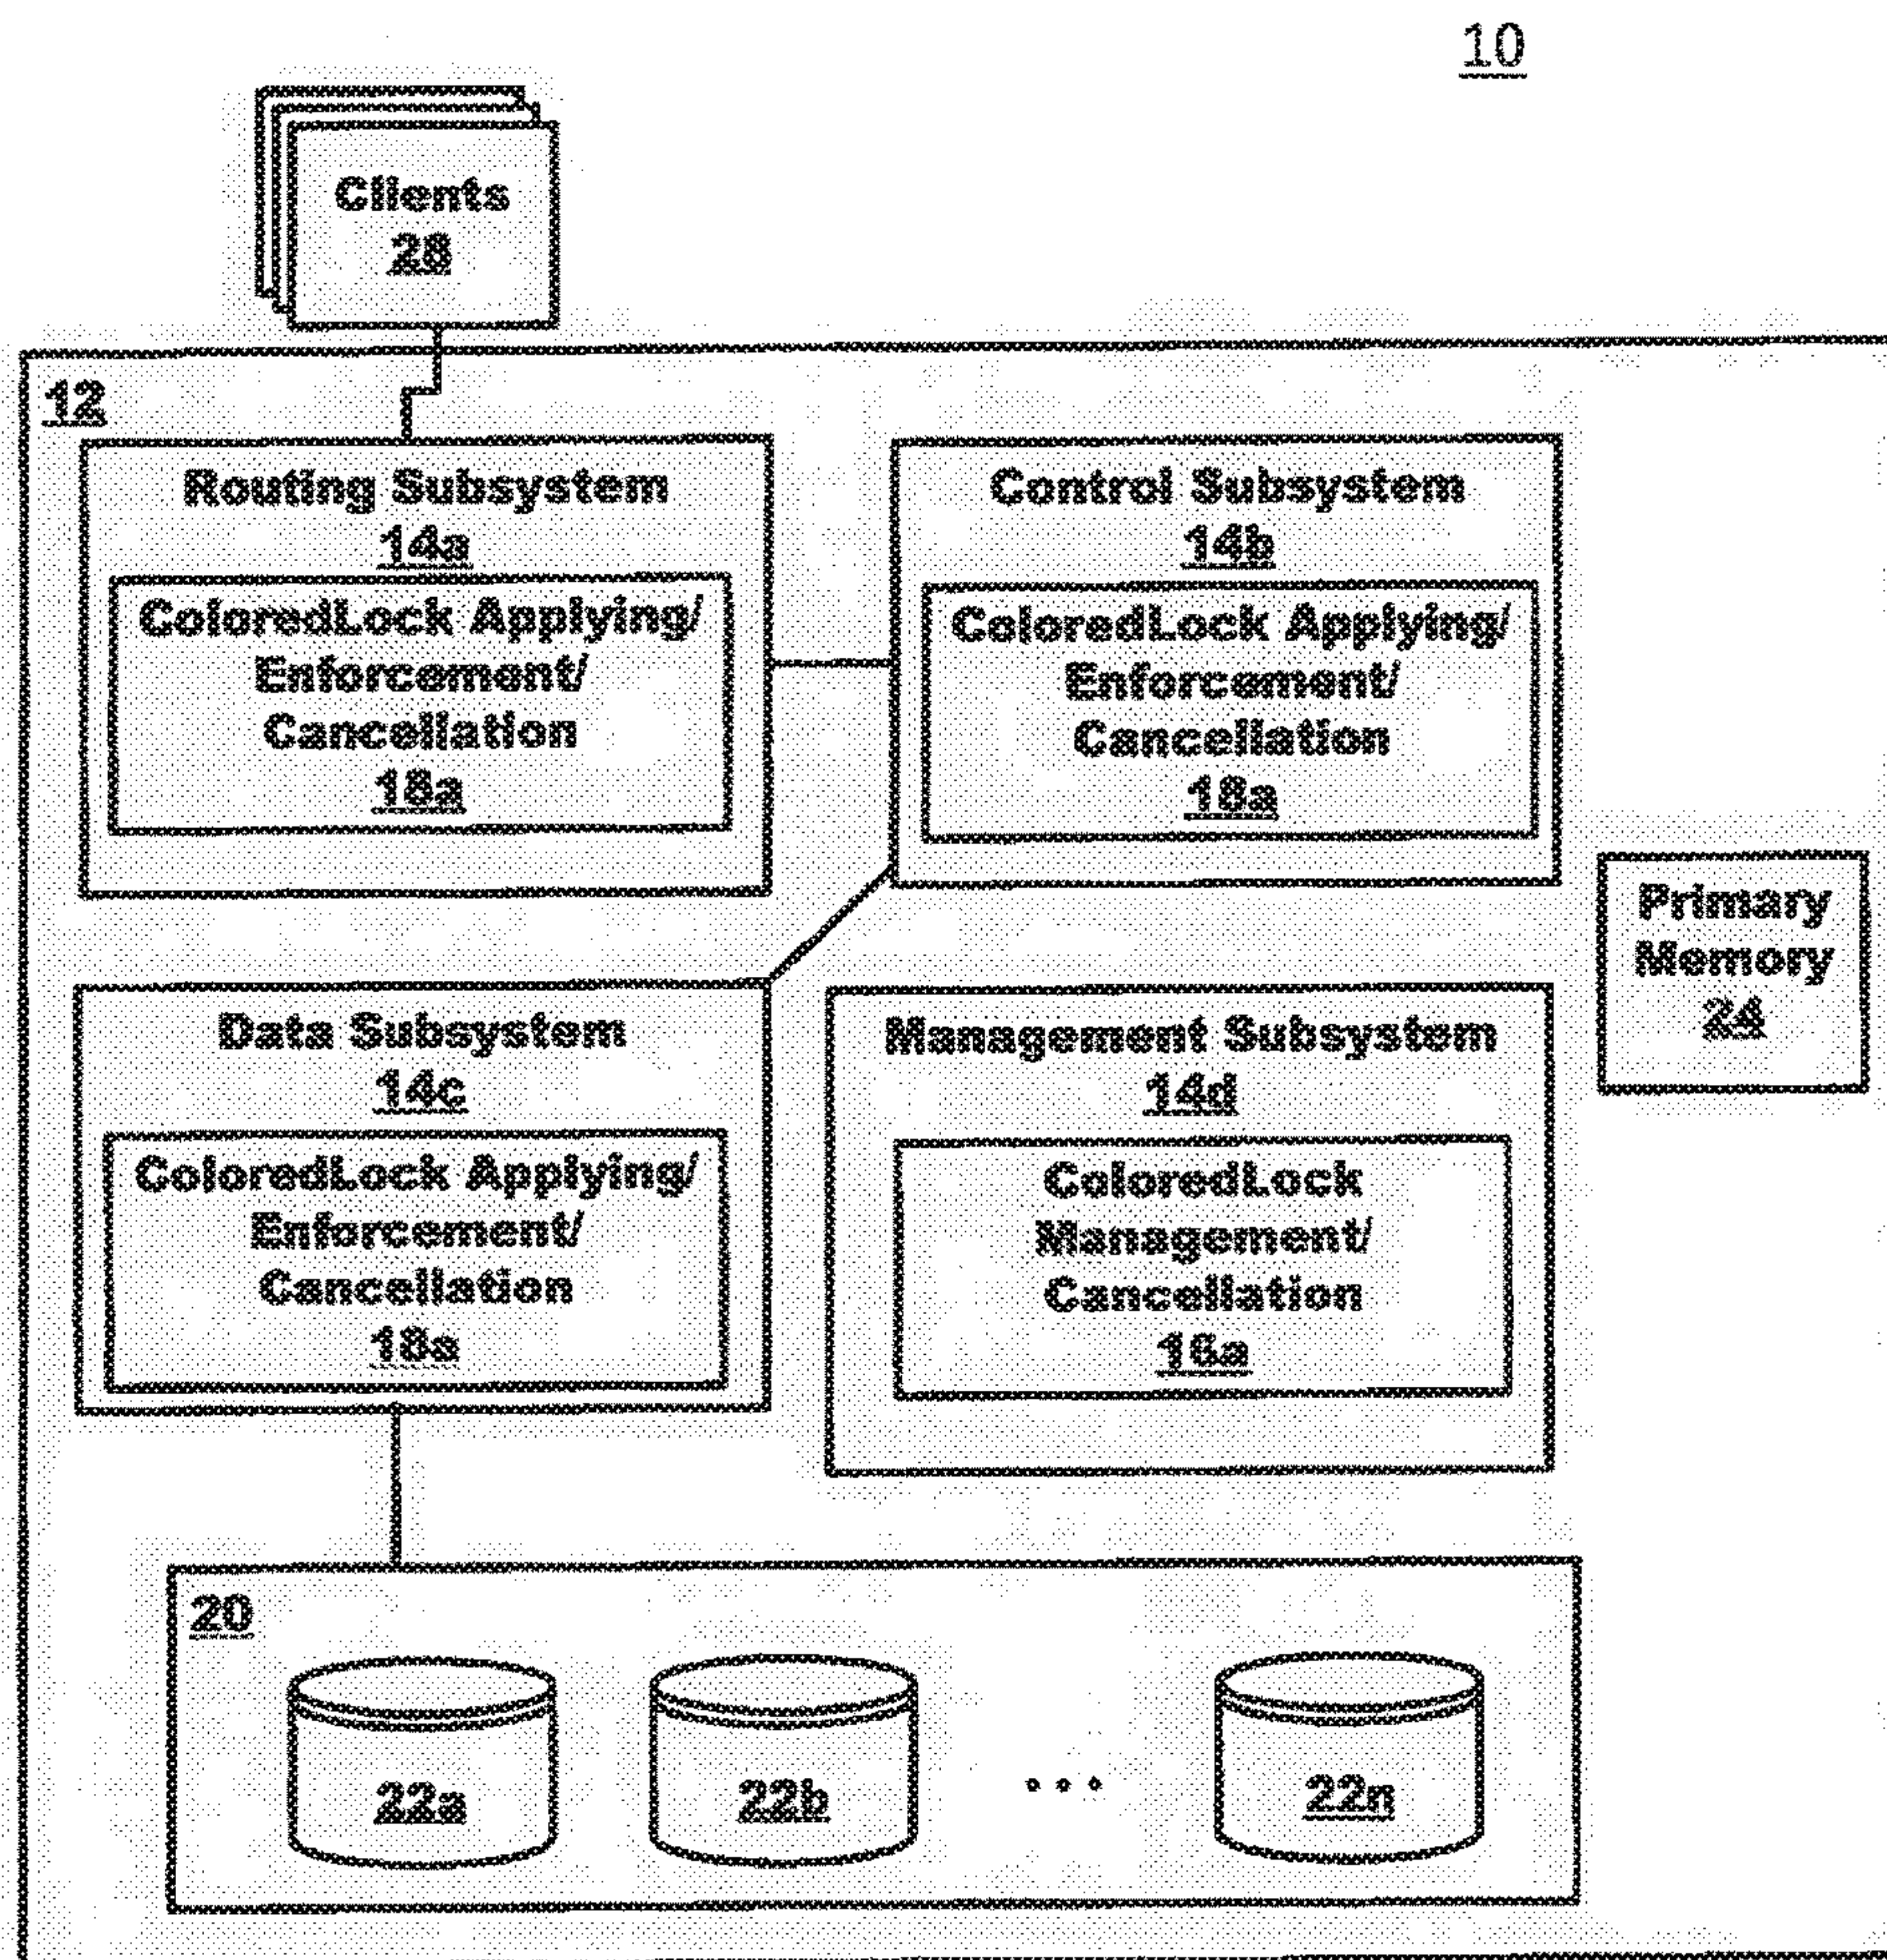 10
Clients
28
12
Routing Subsystem
14a
ColoredLock Applying/
Enforcement/
Cancellation
18a
Control Subsystem
14b
ColoredLock Applying/
Enforcement/
Cancellation
18a
Primary
Memory
24
Data Subsystem
14c
ColoredLock Applying/
Enforcement/
Cancellation
18a
Management Subsystem
14d
ColoredLock
Management/
Cancellation
16a
20
22a
22b
...
22n